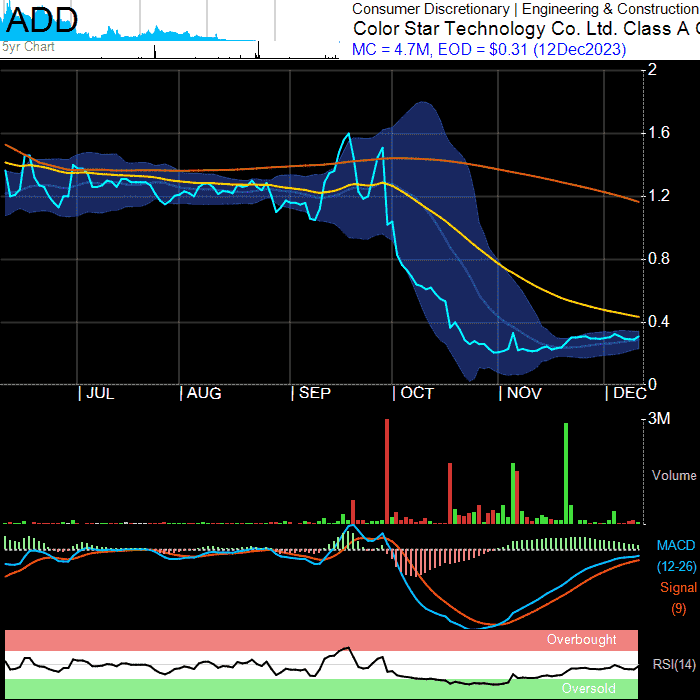 ADD
Consumer Discretionary | Engineering & Construction
Color Star Technology Co. Ltd. Class A
5yr Chart
MC = 4.7M, EOD = $0.31 (12Dec2023)
2
1.6
1.2
0.8
0.4
0
JUL AUG SEP OCT NOV DEC
3M
Volume
MACD
(12-26)
Signal
(9)
Overbought
RSI(14)
Oversold